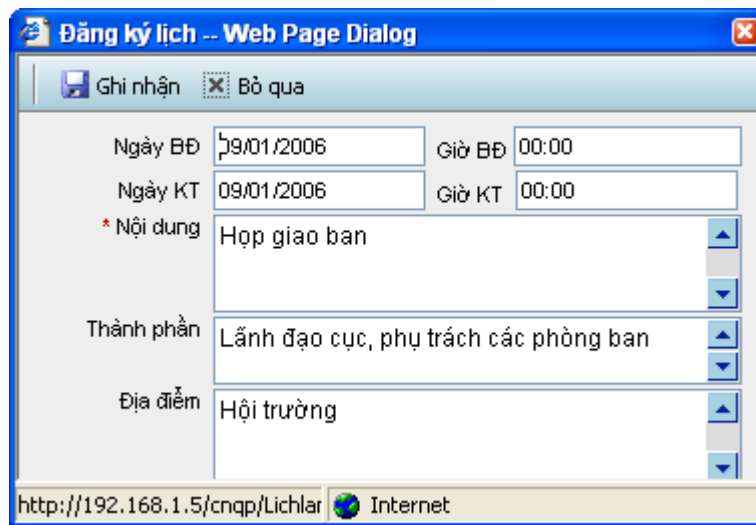 Đăng ký lịch -- Web Page Dialog
Ghi nhận Bỏ qua
Ngày BĐ 09/01/2006 Giờ BĐ 00:00
Ngày KT 09/01/2006 Giờ KT 00:00
* Nội dung Họp giao ban
Thành phần Lãnh đạo cục, phụ trách các phòng ban
Địa điểm Hội trường
http://192.168.1.5/cnqp/Lichlar Internet